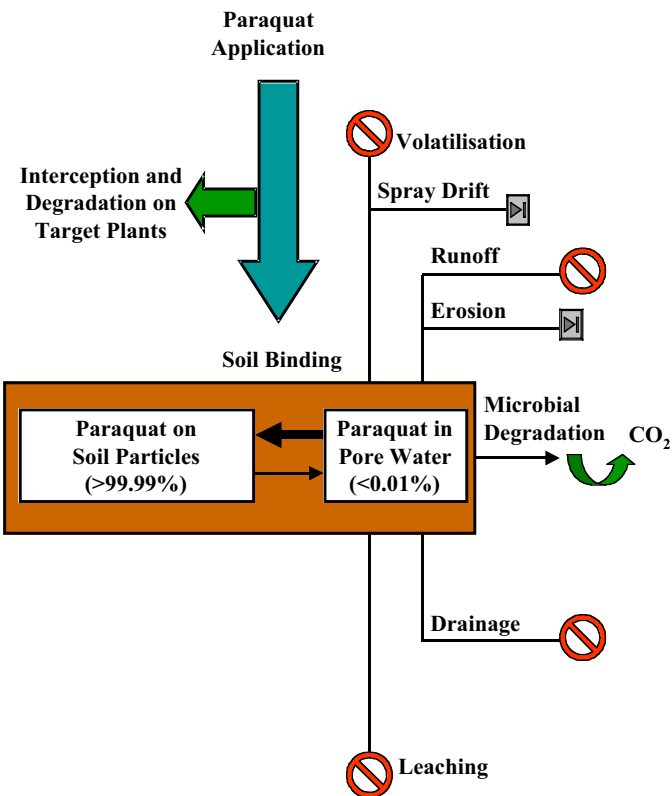 Paraquat
Application
Volatilisation
Interception and
Degradation on
Target Plants
Spray Drift
Runoff
Erosion
Soil Binding
Paraquat on
Soil Particles
(>99.99%)
Paraquat in
Pore Water
(<0.01%)
Microbial
Degradation
CO₂
Drainage
Leaching